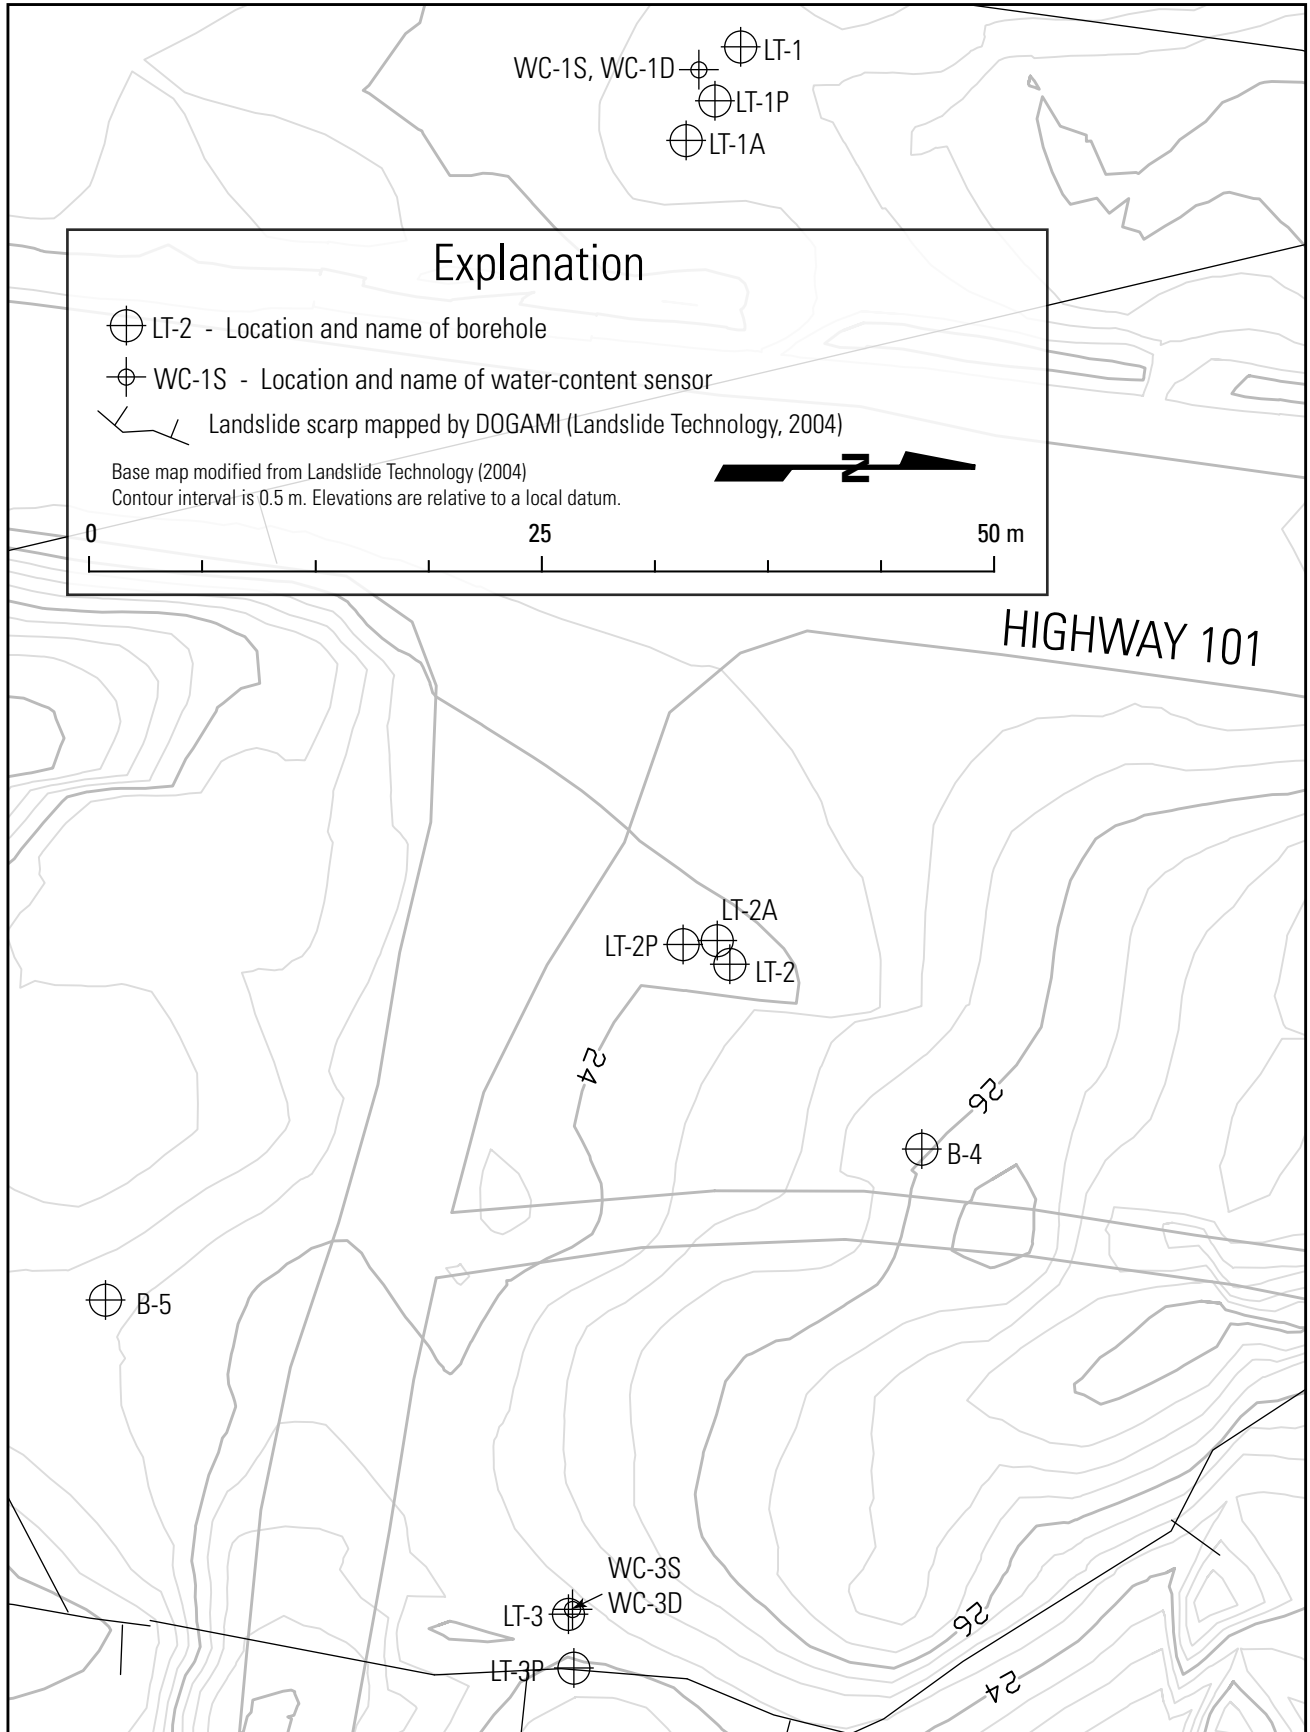 LT-1
WC-1S, WC-1D
LT-1P
LT-1A
Explanation
LT-2 - Location and name of borehole
WC-1S - Location and name of water-content sensor
Landslide scarp mapped by DOGAMI (Landslide Technology, 2004)
Base map modified from Landslide Technology (2004)
Contour interval is 0.5 m. Elevations are relative to a local datum.
N
0 25 50 m
HIGHWAY 101
LT-2A
LT-2P
LT-2
24
26
B-4
B-5
WC-3S
WC-3D
LT-3
26
LT-3P
24